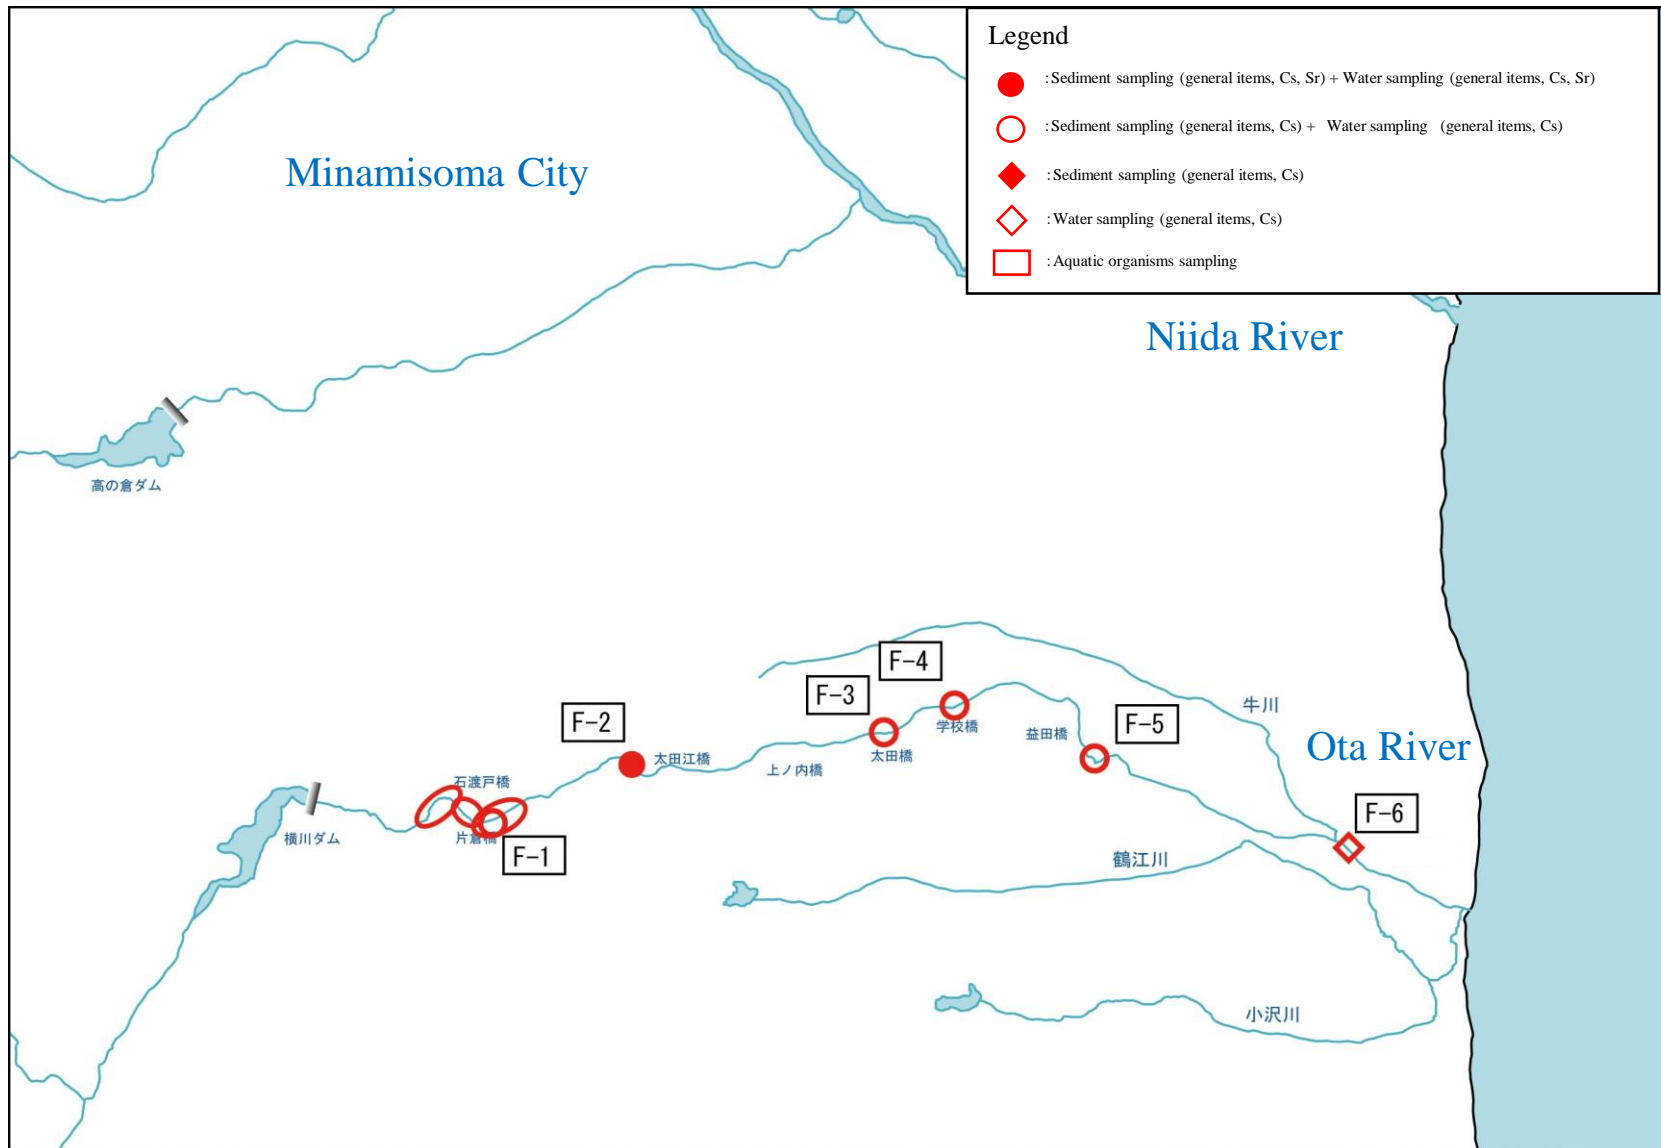 Legend
:Sediment sampling (general items, Cs, Sr) + Water sampling (general items, Cs, Sr)
:Sediment sampling (general items, Cs) + Water sampling (general items, Cs)
:Sediment sampling (general items, Cs)
:Water sampling (general items, Cs)
:Aquatic organisms sampling
Minamisoma City
Niida River
高の倉ダム
F-4
F-3
F-2
F-5
牛川
学校橋
益田橋
太田橋
太田江橋
上ノ内橋
Ota River
石渡戸橋
F-6
横川ダム
片倉橋
F-1
鶴江川
小沢川